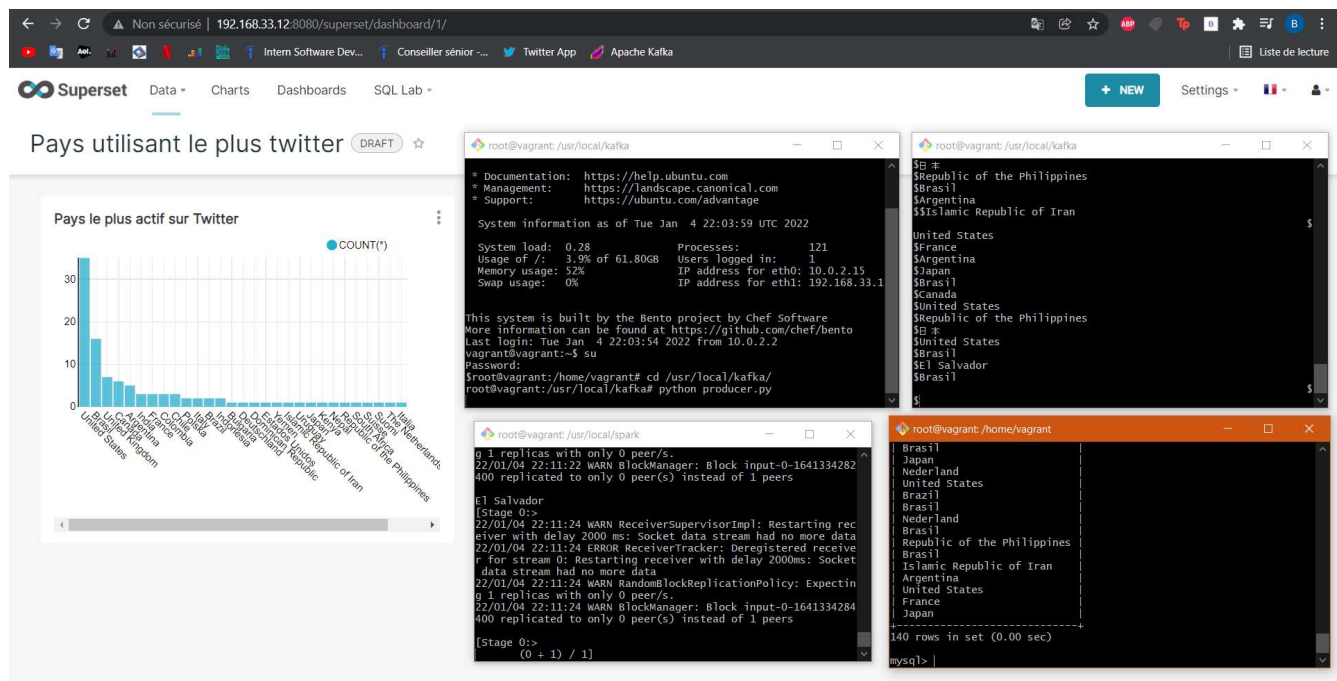 Non sécurisé | 192.168.33.12:8080/superset/dashboard/1/
Intern Software Dev... Conseiller sénior -... Twitter App Apache Kafka Liste de lecture
Superset Data Charts Dashboards SQL Lab + NEW Settings
Pays utilisant le plus twitter DRAFT
Pays le plus actif sur Twitter
COUNT(*)
30
20
10
0
United States
Brasil
United Kingdom
Canada
Argentina
India
France
Colombia
Chile
Polska
Italy
Brazil
Indonesia
Bulgaria
Deutschland
Dominican Republic
Estados Unidos
Yemen
Islamic Republic of Iran
Uruguay
Japan
Kenya
Nepal
Republic of the Philippines
South Africa
Suisse
Suomi
The Netherlands
Italia
root@vagrant: /usr/local/kafka
* Documentation: https://help.ubuntu.com
* Management: https://landscape.canonical.com
* Support: https://ubuntu.com/advantage
System information as of Tue Jan 4 22:03:59 UTC 2022
System load: 0.28 Processes: 121
Usage of /: 3.9% of 61.80GB Users logged in: 1
Memory usage: 52% IP address for eth0: 10.0.2.15
Swap usage: 0% IP address for eth1: 192.168.33.1
This system is built by the Bento project by Chef Software
More information can be found at https://github.com/chef/bento
Last login: Tue Jan 4 22:03:54 2022 from 10.0.2.2
vagrant@vagrant:~$ su
Password:
$root@vagrant:/home/vagrant# cd /usr/local/kafka/
root@vagrant:/usr/local/kafka# python producer.py
root@vagrant: /usr/local/kafka
$日本
$Republic of the Philippines
$Brasil
$Argentina
$$Islamic Republic of Iran
$
United States
$France
$Argentina
$Japan
$Brasil
$Canada
$United States
$Republic of the Philippines
$日本
$United States
$Brasil
$El Salvador
$Brasil
$
$
root@vagrant: /usr/local/spark
g 1 replicas with only 0 peer/s.
22/01/04 22:11:22 WARN BlockManager: Block input-0-1641334282
400 replicated to only 0 peer(s) instead of 1 peers
El Salvador
[Stage 0:>
22/01/04 22:11:24 WARN ReceiverSupervisorImpl: Restarting rec
eiver with delay 2000 ms: Socket data stream had no more data
22/01/04 22:11:24 ERROR ReceiverTracker: Deregistered receive
r for stream 0: Restarting receiver with delay 2000ms: Socket
data stream had no more data
22/01/04 22:11:24 WARN RandomBlockReplicationPolicy: Expectin
g 1 replicas with only 0 peer/s.
22/01/04 22:11:24 WARN BlockManager: Block input-0-1641334284
400 replicated to only 0 peer(s) instead of 1 peers
[Stage 0:>
(0 + 1) / 1]
root@vagrant: /home/vagrant
| Brasil |
| Japan |
| Nederland |
| United States |
| Brazil |
| Brasil |
| Nederland |
| Brasil |
| Republic of the Philippines |
| Brasil |
| Islamic Republic of Iran |
| Argentina |
| United States |
| France |
| Japan |
+-----------------------------+
140 rows in set (0.00 sec)
mysql> |